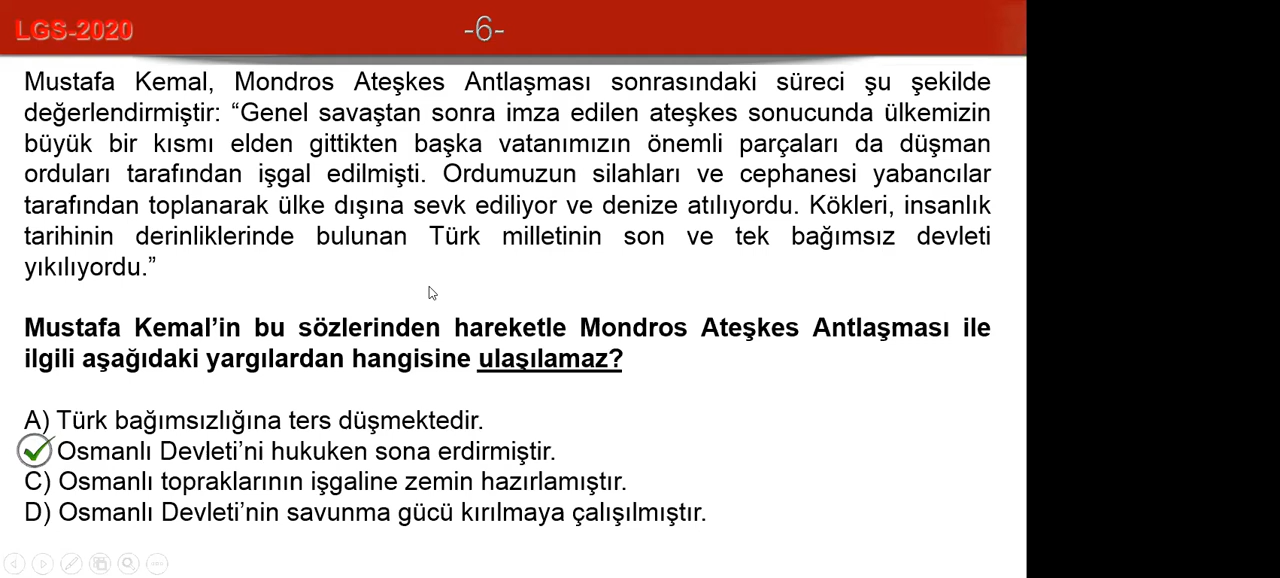 LGS-2020
-6-
Mustafa Kemal, Mondros Ateşkes Antlaşması sonrasındaki süreci şu şekilde
değerlendirmiştir: “Genel savaştan sonra imza edilen ateşkes sonucunda ülkemizin
büyük bir kısmı elden gittikten başka vatanımızın önemli parçaları da düşman
orduları tarafından işgal edilmişti. Ordumuzun silahları ve cephanesi yabancılar
tarafından toplanarak ülke dışına sevk ediliyor ve denize atılıyordu. Kökleri, insanlık
tarihinin derinliklerinde bulunan Türk milletinin son ve tek bağımsız devleti
yıkılıyordu.”
Mustafa Kemal’in bu sözlerinden hareketle Mondros Ateşkes Antlaşması ile
ilgili aşağıdaki yargılardan hangisine ulaşılamaz?
A) Türk bağımsızlığına ters düşmektedir.
Osmanlı Devleti’ni hukuken sona erdirmiştir.
C) Osmanlı topraklarının işgaline zemin hazırlamıştır.
D) Osmanlı Devleti’nin savunma gücü kırılmaya çalışılmıştır.